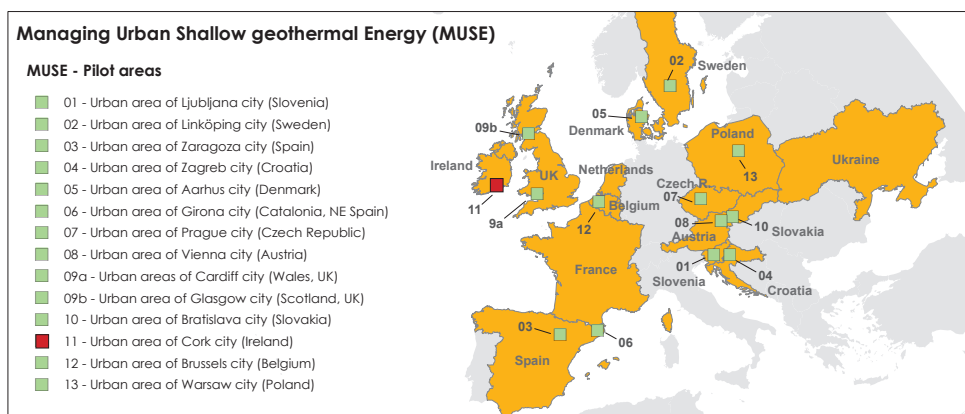 Managing Urban Shallow geothermal Energy (MUSE)
MUSE - Pilot areas
01 - Urban area of Ljubljana city (Slovenia)
02 - Urban area of Linköping city (Sweden)
03 - Urban area of Zaragoza city (Spain)
04 - Urban area of Zagreb city (Croatia)
05 - Urban area of Aarhus city (Denmark)
06 - Urban area of Girona city (Catalonia, NE Spain)
07 - Urban area of Prague city (Czech Republic)
08 - Urban area of Vienna city (Austria)
09a - Urban areas of Cardiff city (Wales, UK)
09b - Urban area of Glasgow city (Scotland, UK)
10 - Urban area of Bratislava city (Slovakia)
11 - Urban area of Cork city (Ireland)
12 - Urban area of Brussels city (Belgium)
13 - Urban area of Warsaw city (Poland)
02
Sweden
05
Denmark
09b
Poland
Ireland
UK
Netherlands
13
Ukraine
Czech R.
07
11
9a
Belgium
12
08
10
Slovakia
Austria
France
01
04
Slovenia
Croatia
03
06
Spain